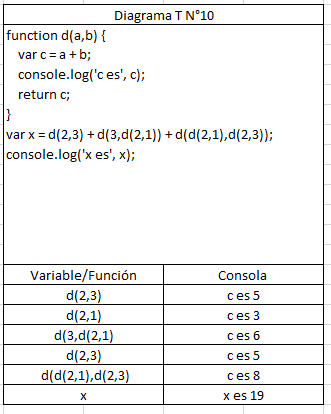 Diagrama T N°10
function d(a,b) {
var c = a + b;
console.log('c es', c);
return c;
}
var x = d(2,3) + d(3,d(2,1)) + d(d(2,1),d(2,3));
console.log('x es', x);
Variable/Función Consola
d(2,3) c es 5
d(2,1) c es 3
d(3,d(2,1) c es 6
d(2,3) c es 5
d(d(2,1),d(2,3) c es 8
x x es 19